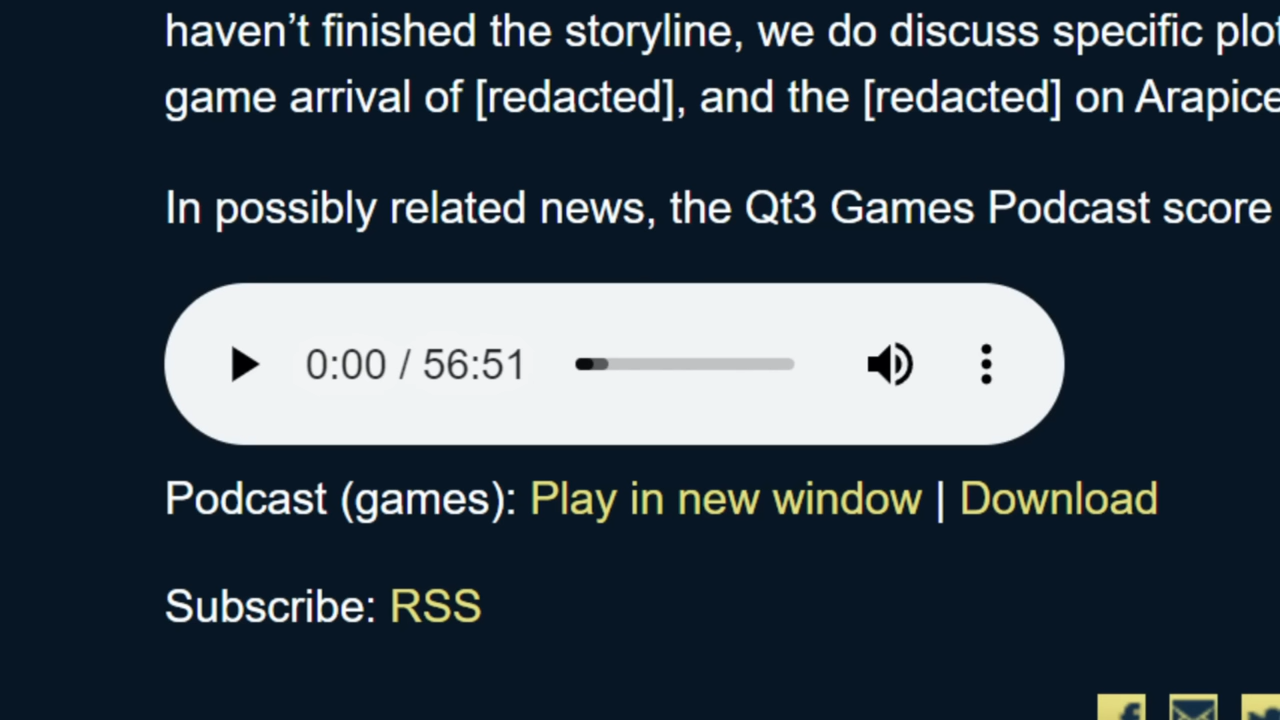 haven’t finished the storyline, we do discuss specific
game arrival of [redacted], and the [redacted] on
In possibly related news, the Qt3 Games Podcast score
0:00 / 56:51
Podcast (games): Play in new window | Download
Subscribe: RSS